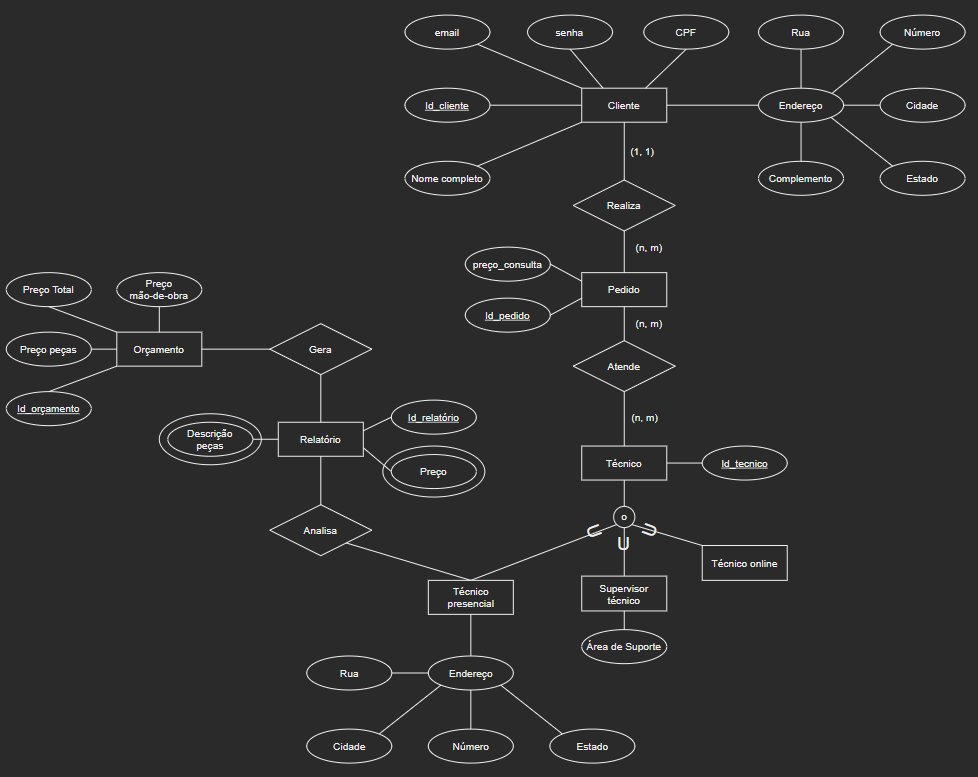 email
senha
CPF
Rua
Número
Id_cliente
Cliente
Endereço
Cidade
(1, 1)
Nome completo
Complemento
Estado
Realiza
(n, m)
preço_consulta
Preço Total
Preço
mão-de-obra
Pedido
Id_pedido
(n, m)
Preço peças
Orçamento
Gera
Atende
Id_orçamento
Id_relatório
(n, m)
Descrição
peças
Relatório
Técnico
Id_tecnico
Preço
o
Analisa
Técnico online
Técnico
presencial
Supervisor
técnico
Área de Suporte
Rua
Endereço
Cidade
Número
Estado